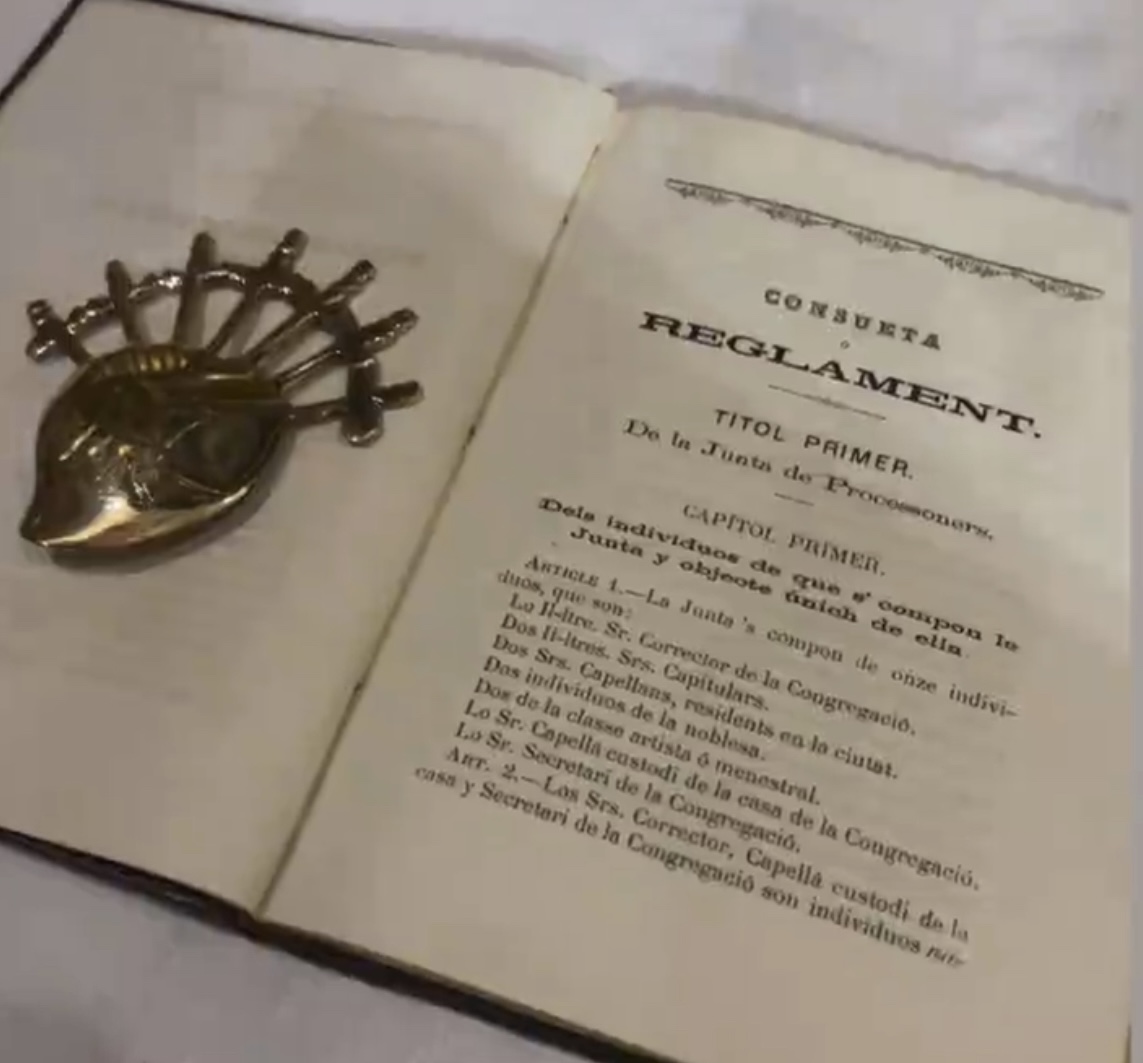 CONSUETA
ó
REGLAMENT.
TITOL PRIMER.
De la Junta de Processoners.
CAPÍTOL PRIMER.
Dels individuos de que s' compon la
Junta y objecte únich de ella.
ARTICLE 1.—La Junta 's compon de onze indivi-
duos, que son:
Lo Il-ltre. Sr. Corrector de la Congregació.
Dos Il-ltres. Srs. Capitulars.
Dos Srs. Capellans, residents en la ciutat.
Dos individuos de la noblesa.
Dos de la classe artista ó menestral.
Lo Sr. Capellá custodi de la casa de la Congregació.
Lo Sr. Secretari de la Congregació.
ART. 2.—Los Srs. Corrector, Capellá custodi de la
casa y Secretari de la Congregació son individuos